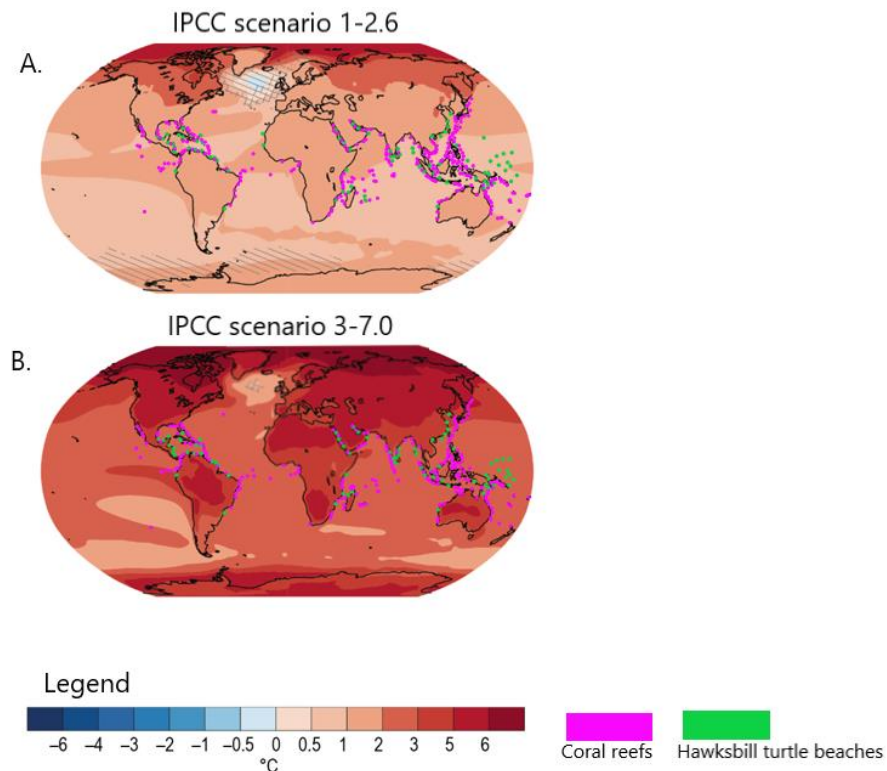 IPCC scenario 1-2.6
A.
IPCC scenario 3-7.0
B.
Legend
–6 –4 –3 –2 –1 –0.5 0 0.5 1 2 3 4 5 6
°C
Coral reefs
Hawksbill turtle beaches